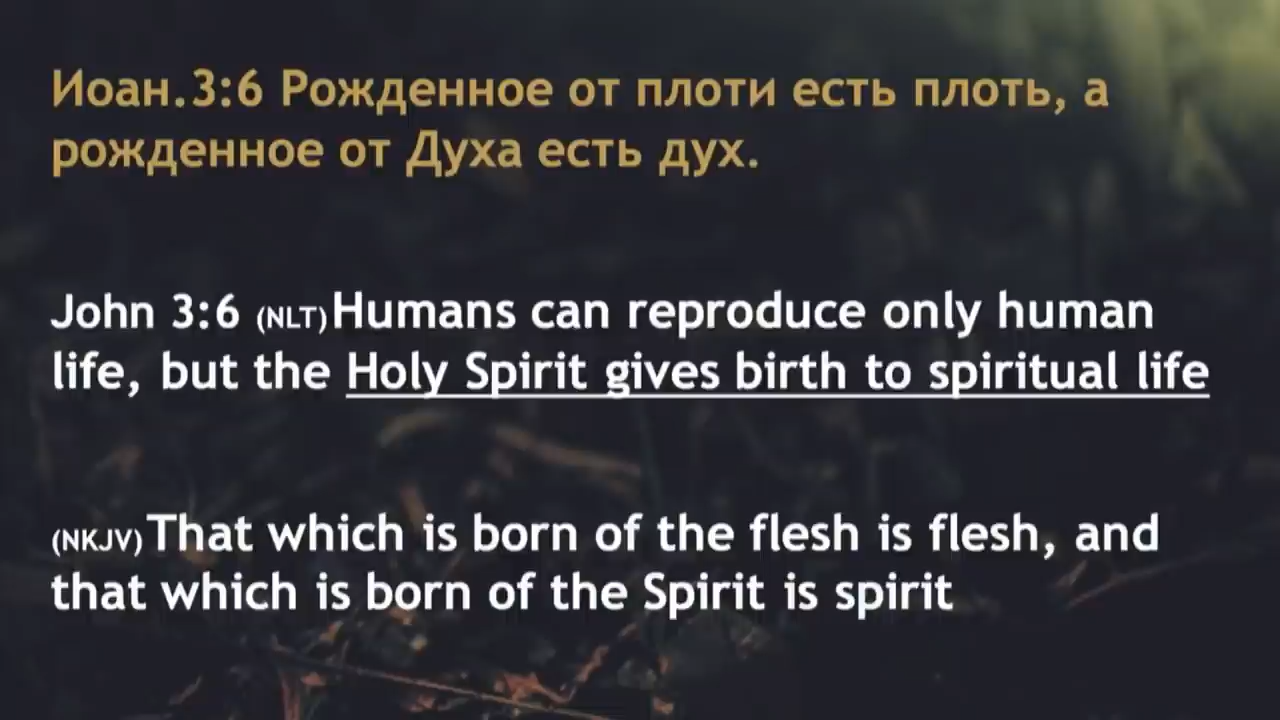 Иоан.3:6 Рожденное от плоти есть плоть, а
рожденное от Духа есть дух.
John 3:6 (NLT)Humans can reproduce only human
life, but the Holy Spirit gives birth to spiritual life
(NKJV)That which is born of the flesh is flesh, and
that which is born of the Spirit is spirit